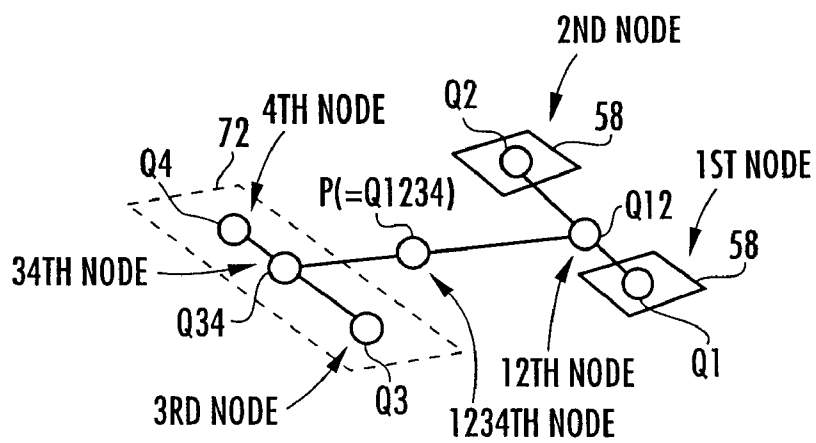 2ND NODE
Q2
58
4TH NODE
72
1ST NODE
Q4
P(=Q1234)
Q12
34TH NODE
58
Q34
Q1
12TH NODE
Q3
3RD NODE
1234TH NODE